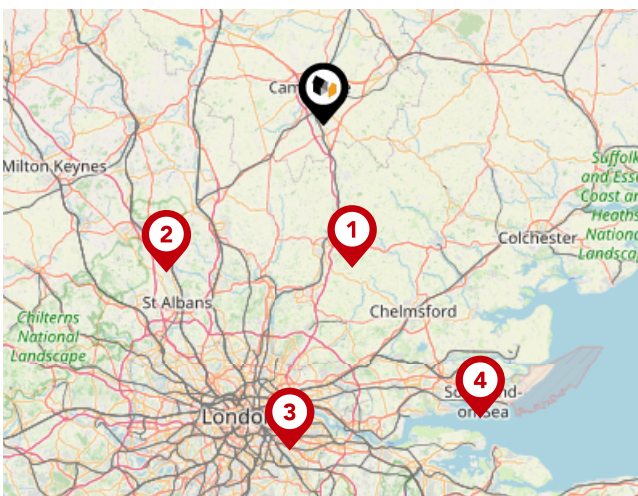 Cam
Milton Keynes
Suffolk
and Esse
Coast an
Heaths
Nationa
Landscap
1
2
Colchester
St Albans
Chelmsford
Chilterns
National
Landscape
4
So nd-
on-Sea
3
London